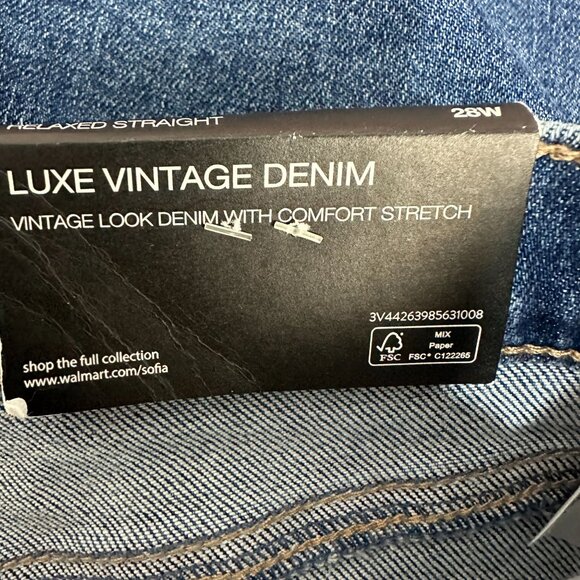 RELAXED STRAIGHT 28W
LUXE VINTAGE DENIM
VINTAGE LOOK DENIM WITH COMFORT STRETCH
3V44263985631008
FSC
MIX
Paper
FSC® C122265
shop the full collection
www.walmart.com/sofia